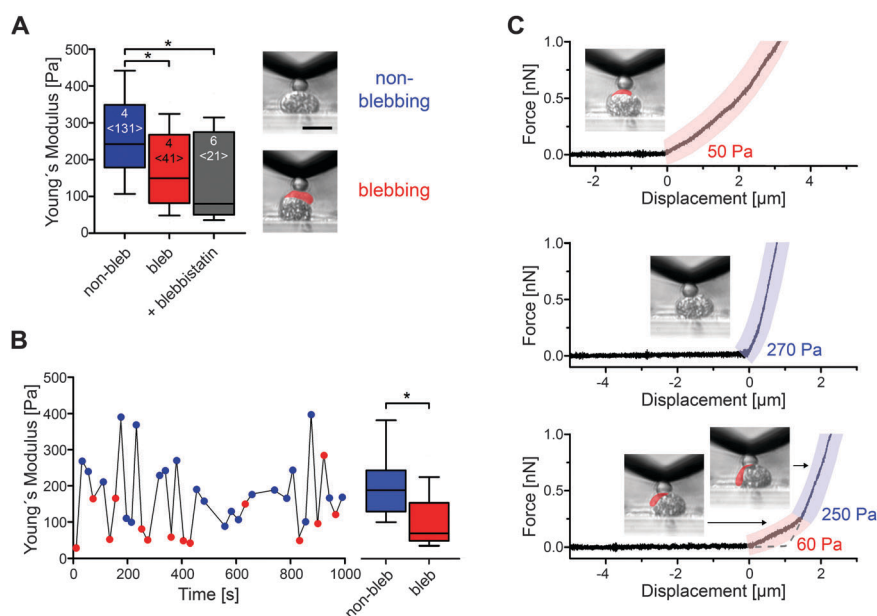 A
Young´s Modulus [Pa]
500
400
300
200
100
0
4
<131>
4
<41>
6
<21>
*
*
non-bleb
bleb
+ blebbistatin
non-
blebbing
blebbing
B
Young´s Modulus [Pa]
500
400
300
200
100
0
0
200
400
600
800
1000
Time [s]
*
non-bleb
bleb
C
Force [nN]
1.0
0.5
0.0
50 Pa
-2
0
2
4
Displacement [µm]
Force [nN]
1.0
0.5
0.0
270 Pa
-4
-2
0
2
Displacement [µm]
Force [nN]
1.0
0.5
0.0
250 Pa
60 Pa
-4
-2
0
2
Displacement [µm]